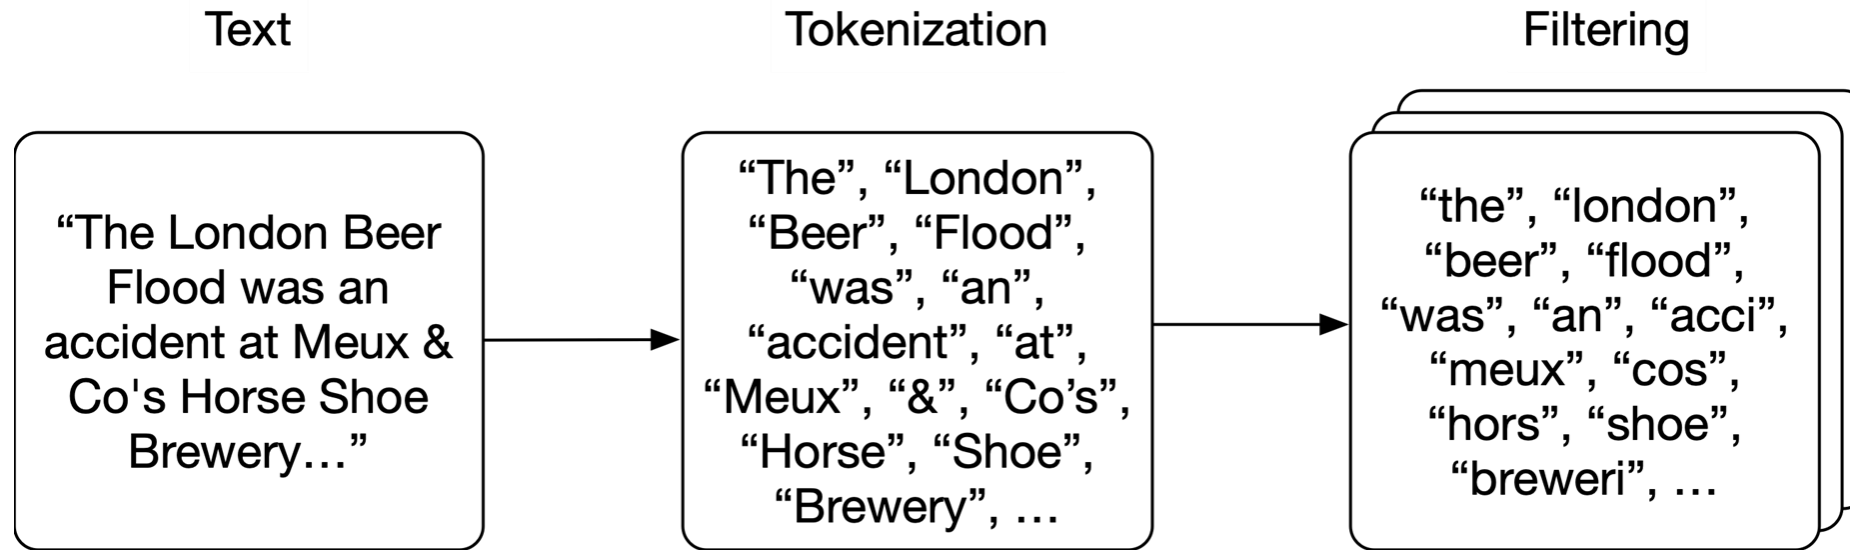 Text
“The London Beer
Flood was an
accident at Meux &
Co's Horse Shoe
Brewery…”
Tokenization
“The”, “London”,
“Beer”, “Flood”,
“was”, “an”,
“accident”, “at”,
“Meux”, “&”, “Co’s”,
“Horse”, “Shoe”,
“Brewery”, …
Filtering
“the”, “london”,
“beer”, “flood”,
“was”, “an”, “acci”,
“meux”, “cos”,
“hors”, “shoe”,
“breweri”, …